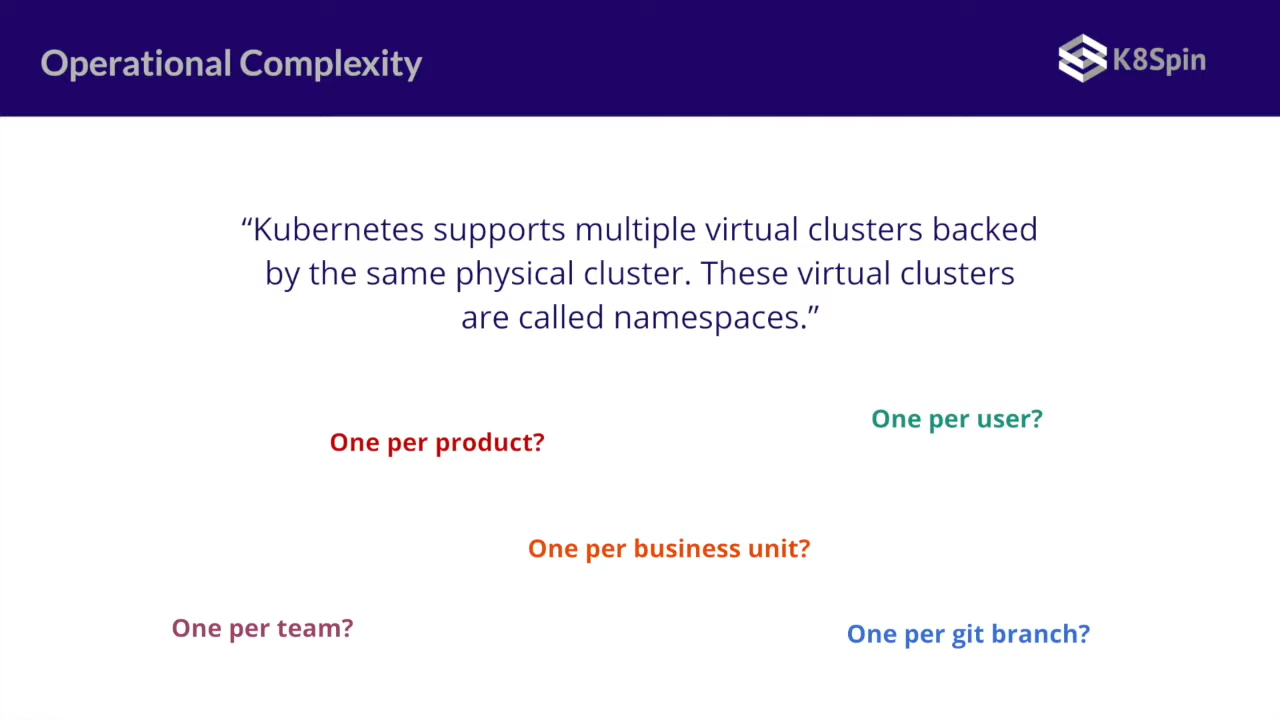 Operational Complexity
K8Spin
“Kubernetes supports multiple virtual clusters backed
by the same physical cluster. These virtual clusters
are called namespaces.”
One per user?
One per product?
One per business unit?
One per team?
One per git branch?